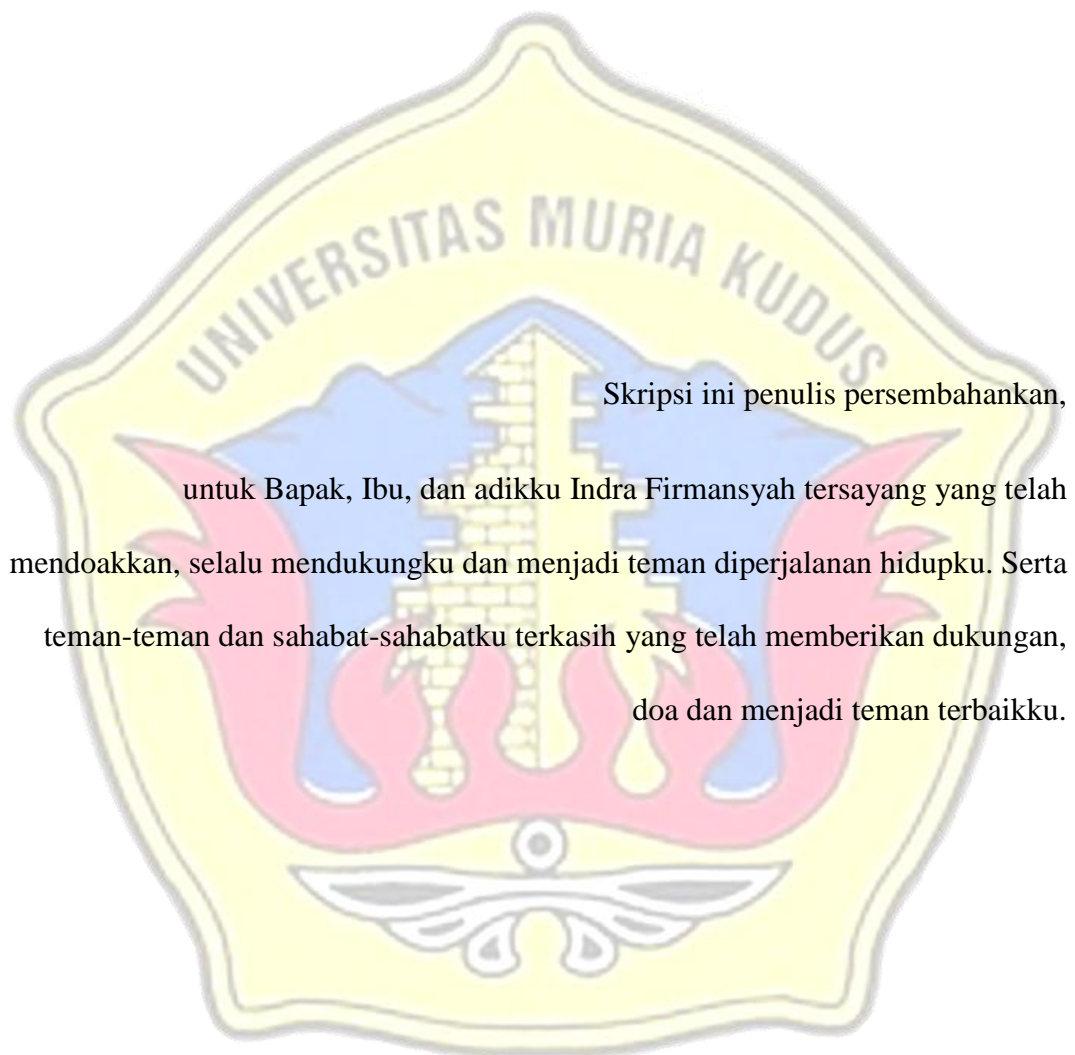 UNIVERSITAS MURIA KUDUS
Skripsi ini penulis persembahankan,
untuk Bapak, Ibu, dan adikku Indra Firmansyah tersayang yang telah
mendoakkan, selalu mendukungku dan menjadi teman diperjalanan hidupku. Serta
teman-teman dan sahabat-sahabatku terkasih yang telah memberikan dukungan,
doa dan menjadi teman terbaikku.